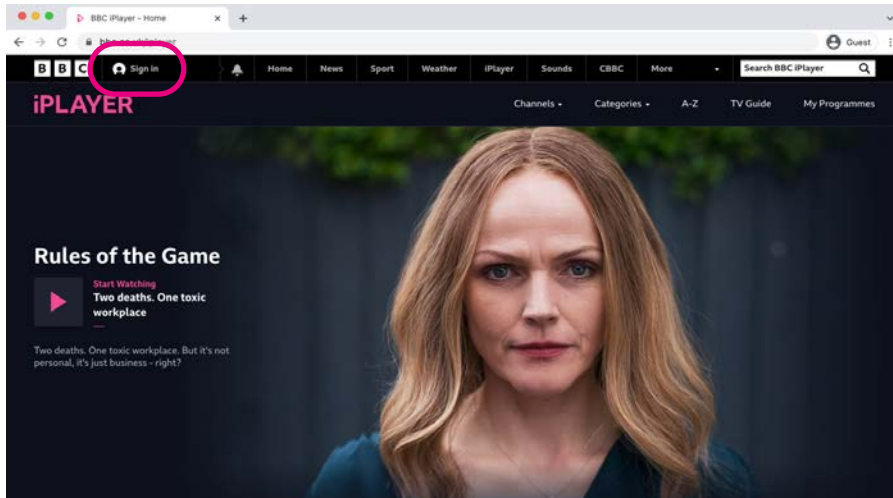 BBC iPlayer - Home
Guest
BBC Sign in Home News Sport Weather iPlayer Sounds CBBC More Search BBC iPlayer
iPLAYER Channels Categories A-Z TV Guide My Programmes
Rules of the Game
Start Watching
Two deaths. One toxic
workplace
Two deaths. One toxic workplace. But it's not
personal, it's just business - right?